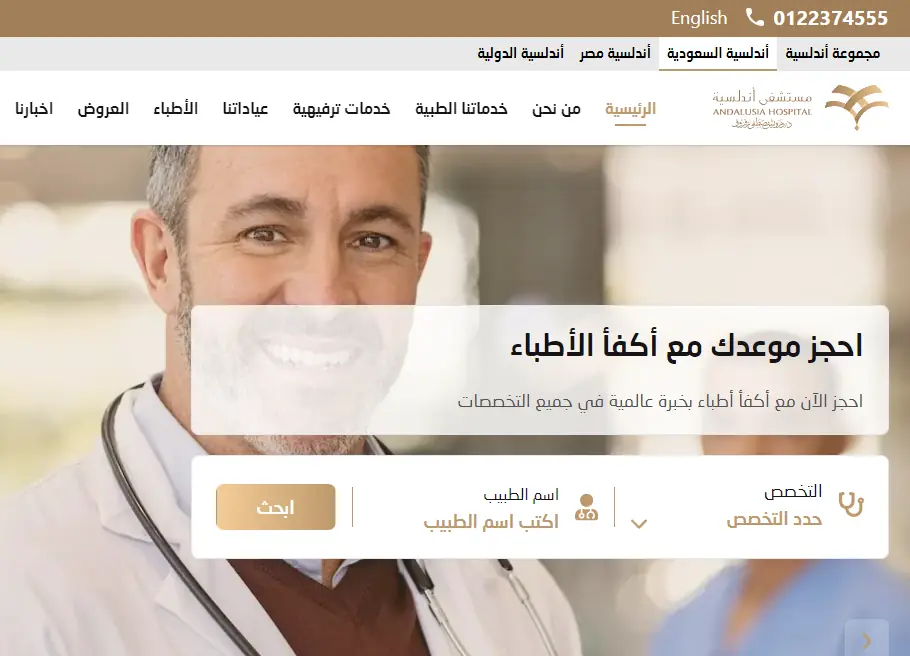 0122374555 English
مجموعة أندلسية أندلسية السعودية أندلسية مصر أندلسية الدولية
مستشفى أندلسية
ANDALUSIA HOSPITAL
الرئيسية من نحن خدماتنا الطبية خدمات ترفيهية عياداتنا الأطباء العروض اخبارنا
احجز موعدك مع أكفأ الأطباء
احجز الآن مع أكفأ أطباء بخبرة عالمية في جميع التخصصات
التخصص
حدد التخصص
اسم الطبيب
اكتب اسم الطبيب
ابحث